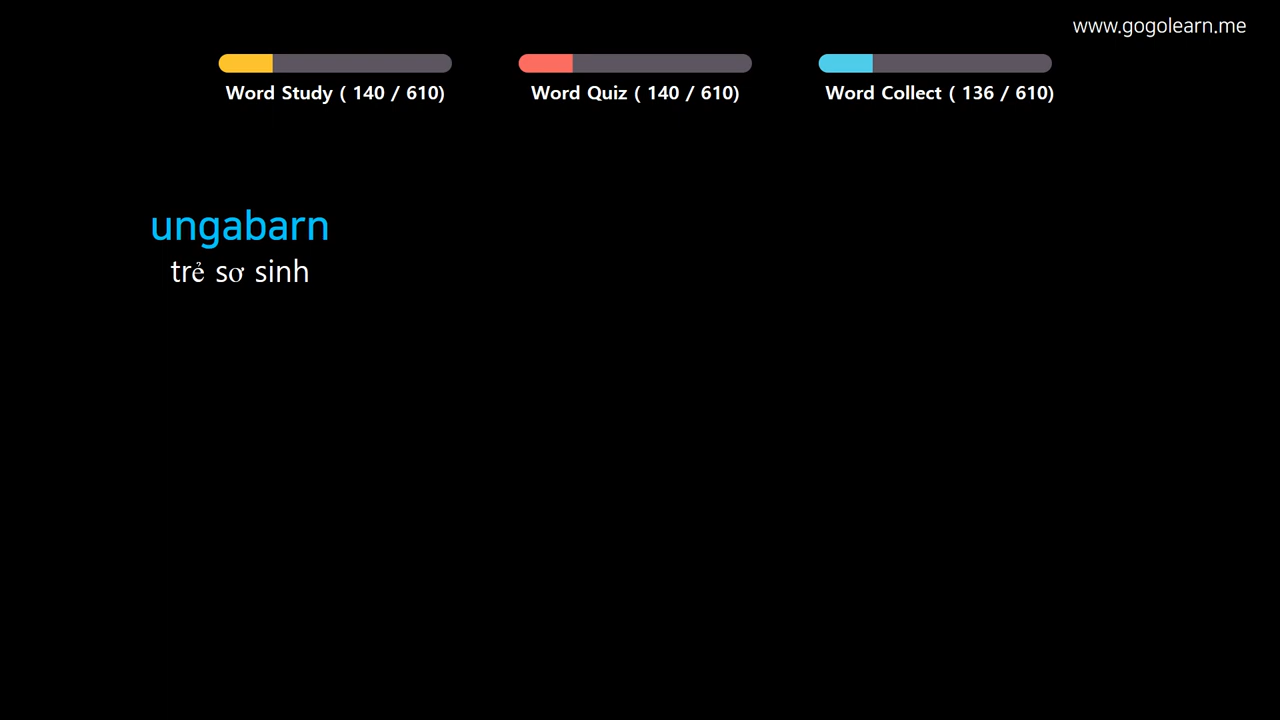 www.gogolearn.me
Word Study ( 140 / 610)
Word Quiz ( 140 / 610)
Word Collect ( 136 / 610)
ungabarn
trẻ sơ sinh